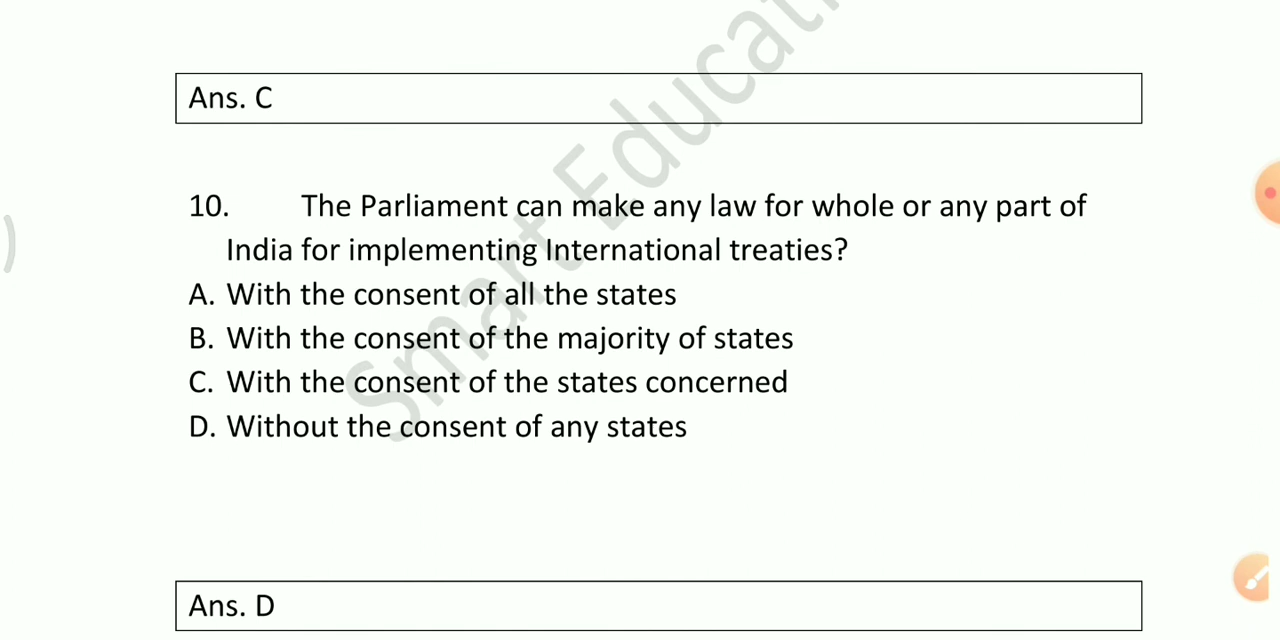 Ans. C
10. The Parliament can make any law for whole or any part of
India for implementing International treaties?
A. With the consent of all the states
B. With the consent of the majority of states
C. With the consent of the states concerned
D. Without the consent of any states
Ans. D
Smart